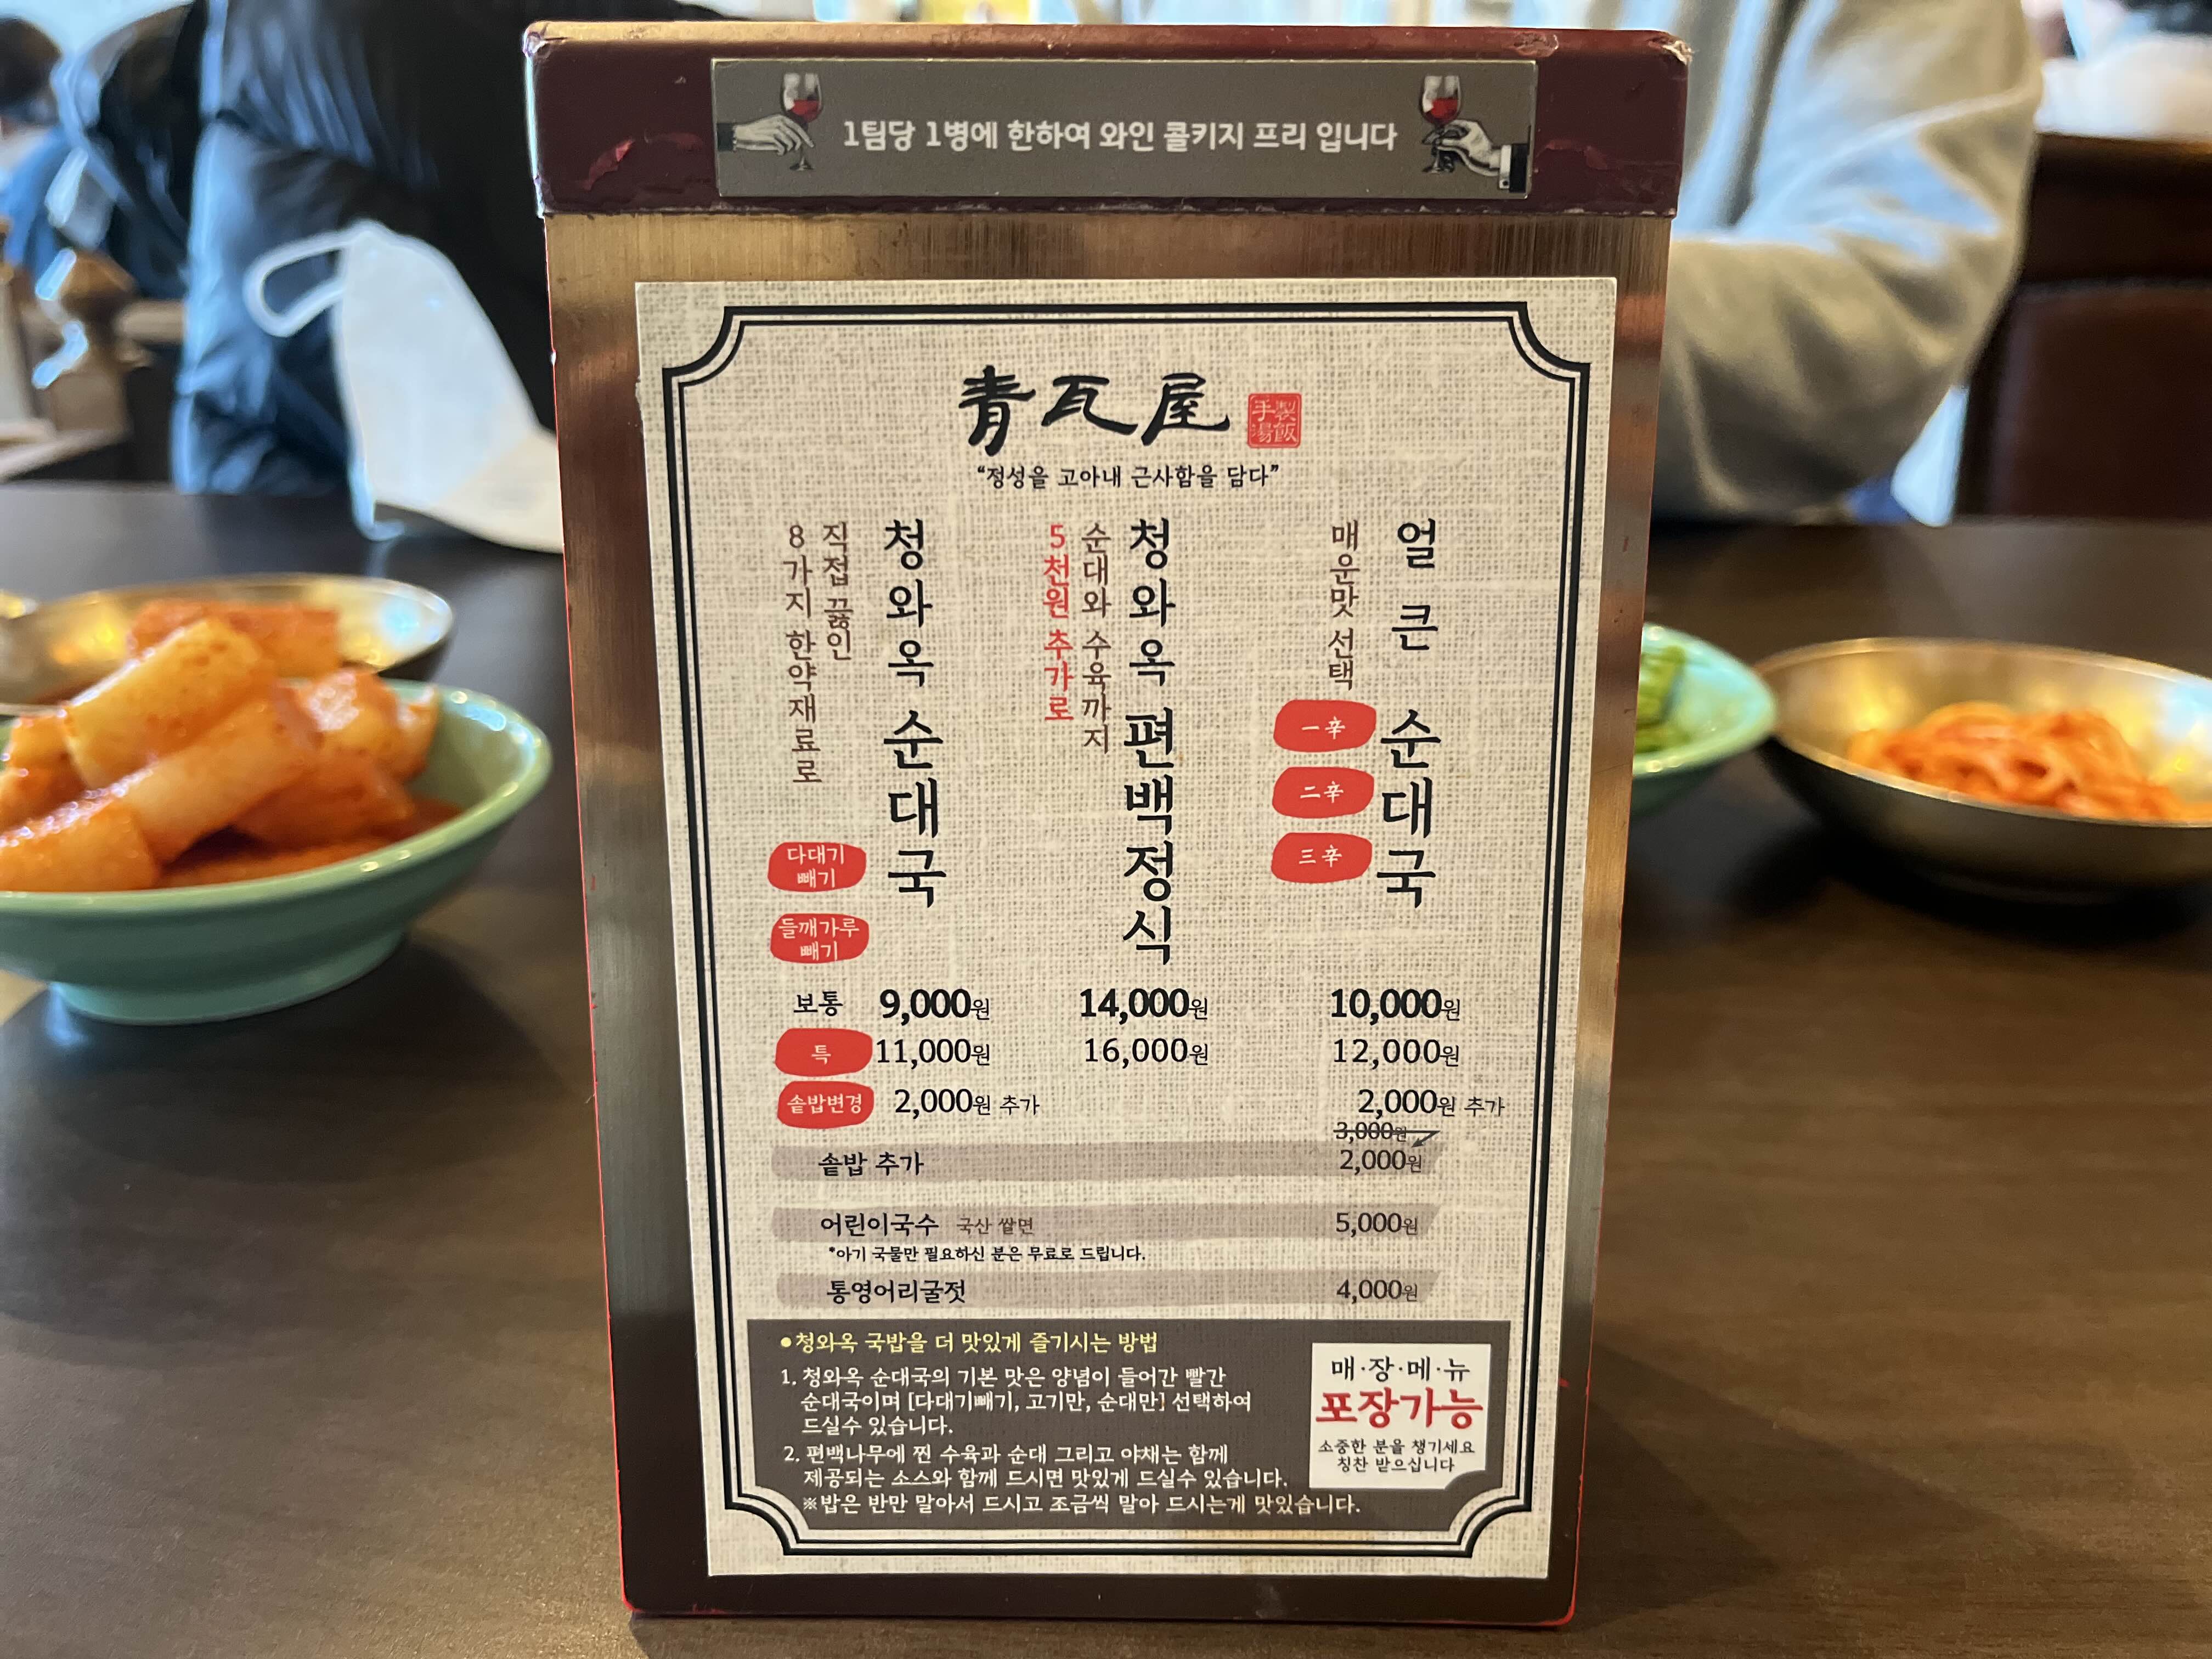 1팀당 1병에 한하여 와인 콜키지 프리 입니다
青瓦屋
手製
湯飯
“정성을 고아내 근사함을 담다”
청와옥 순대국
직접 끓인
8가지 한약재료로
다대기
빼기
들깨가루
빼기
청와옥 편백정식
순대와 수육까지
5천원 추가로
얼큰 순대국
매운맛 선택
一辛
二辛
三辛
보통 9,000원 14,000원 10,000원
특 11,000원 16,000원 12,000원
솥밥변경 2,000원 추가 2,000원 추가
3,000원
솥밥 추가 2,000원
어린이국수 국산 쌀면 5,000원
*아기 국물만 필요하신 분은 무료로 드립니다.
통영어리굴젓 4,000원
•청와옥 국밥을 더 맛있게 즐기시는 방법
1. 청와옥 순대국의 기본 맛은 양념이 들어간 빨간
순대국이며 [다대기빼기, 고기만, 순대만] 선택하여
드실수 있습니다.
2. 편백나무에 찐 수육과 순대 그리고 야채는 함께
제공되는 소스와 함께 드시면 맛있게 드실수 있습니다.
※밥은 반만 말아서 드시고 조금씩 말아 드시는게 맛있습니다.
매·장·메·뉴
포장가능
소중한 분을 챙기세요
칭찬 받으십니다